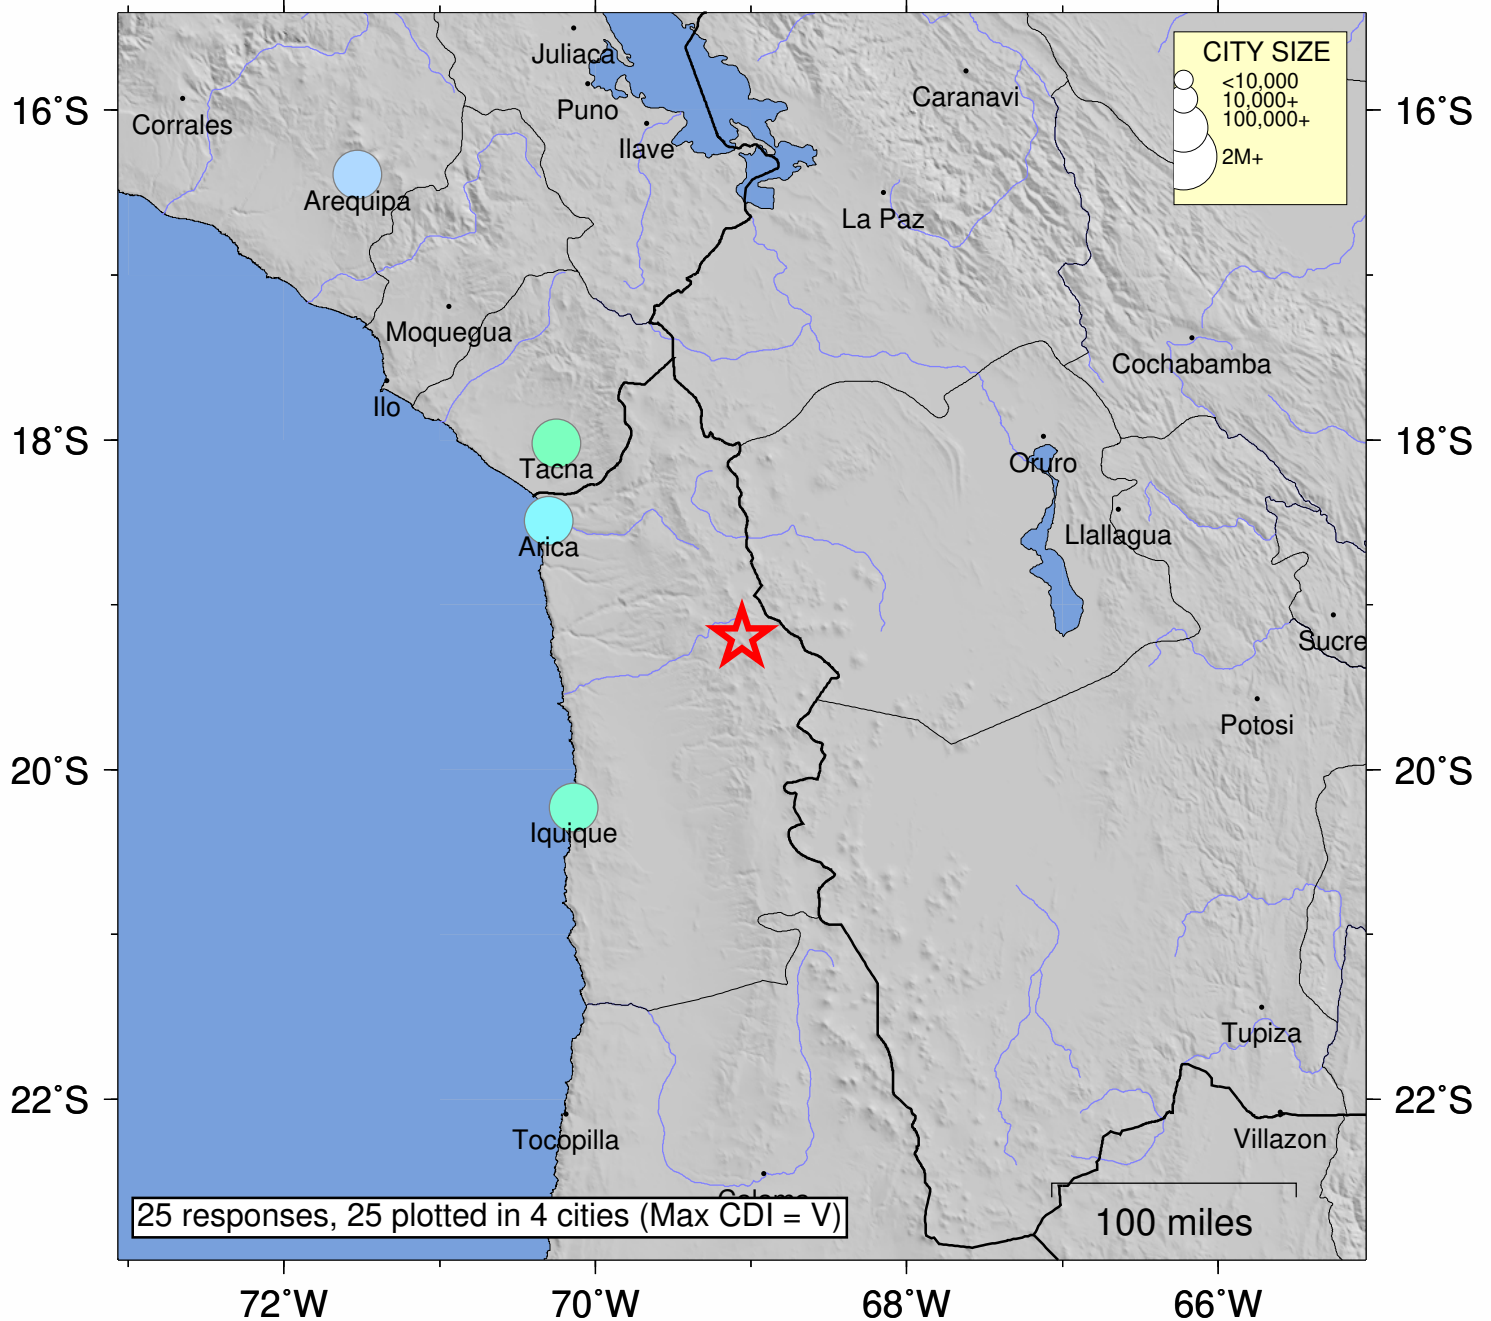 CITY SIZE
<10,000
10,000+
100,000+
2M+
Juliaca
Puno
Ilave
Caranavi
Corrales
Arequipa
La Paz
Moquegua
Cochabamba
Ilo
Tacna
Oruro
Arica
Llallagua
Sucre
Potosi
Iquique
Tupiza
Tocopilla
Villazon
Calama
25 responses, 25 plotted in 4 cities (Max CDI = V)
100 miles
16˚S
18˚S
20˚S
22˚S
16˚S
18˚S
20˚S
22˚S
72˚W
70˚W
68˚W
66˚W